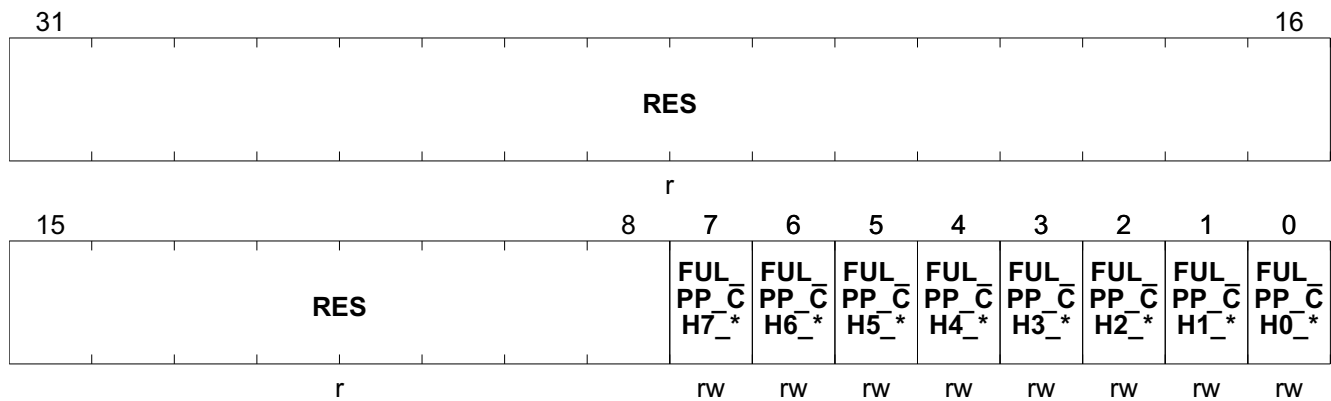 31 16
RES
r
15 8 7 6 5 4 3 2 1 0
RES
FUL_ FUL_ FUL_ FUL_ FUL_ FUL_ FUL_ FUL_
PP_C PP_C PP_C PP_C PP_C PP_C PP_C PP_C
H7_* H6_* H5_* H4_* H3_* H2_* H1_* H0_*
r rw rw rw rw rw rw rw rw